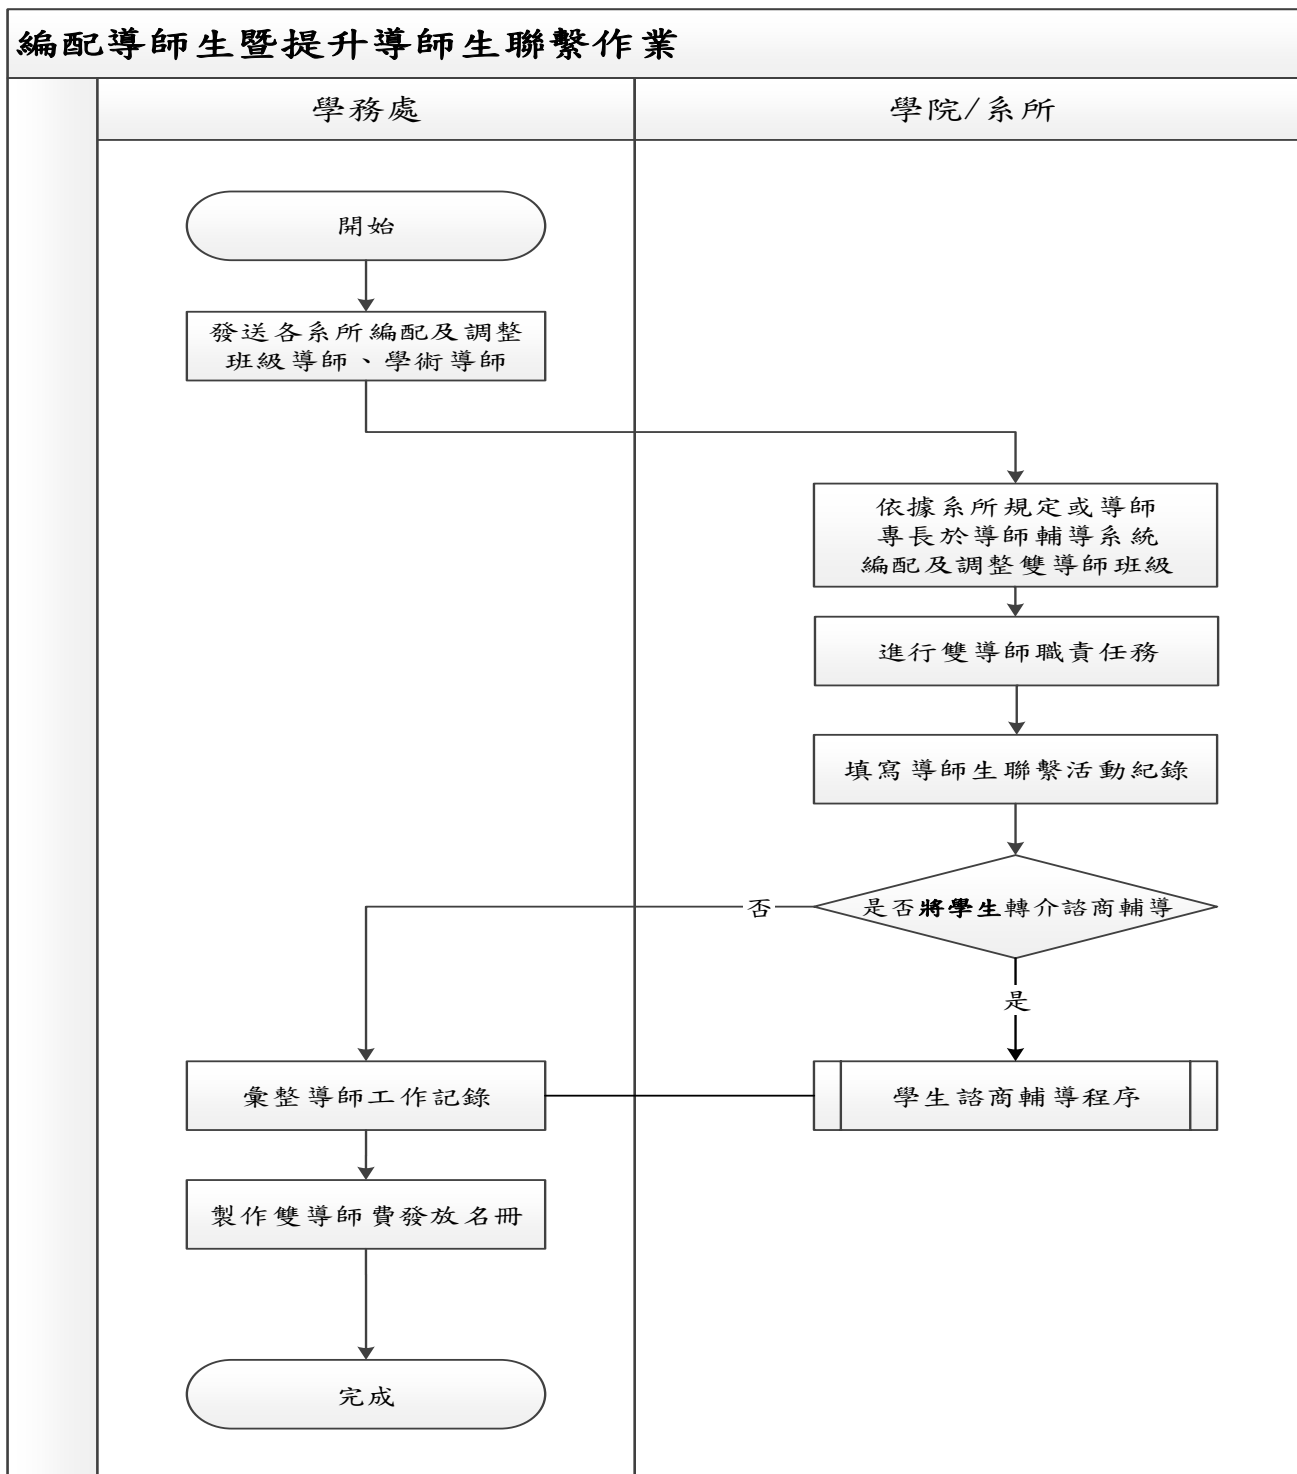 編配導師生暨提升導師生聯繫作業
學務處
學院/系所
開始
發送各系所編配及調整
班級導師、學術導師
依據系所規定或導師
專長於導師輔導系統
編配及調整雙導師班級
進行雙導師職責任務
填寫導師生聯繫活動紀錄
是否將學生轉介諮商輔導
否
是
彙整導師工作記錄
學生諮商輔導程序
製作雙導師費發放名冊
完成